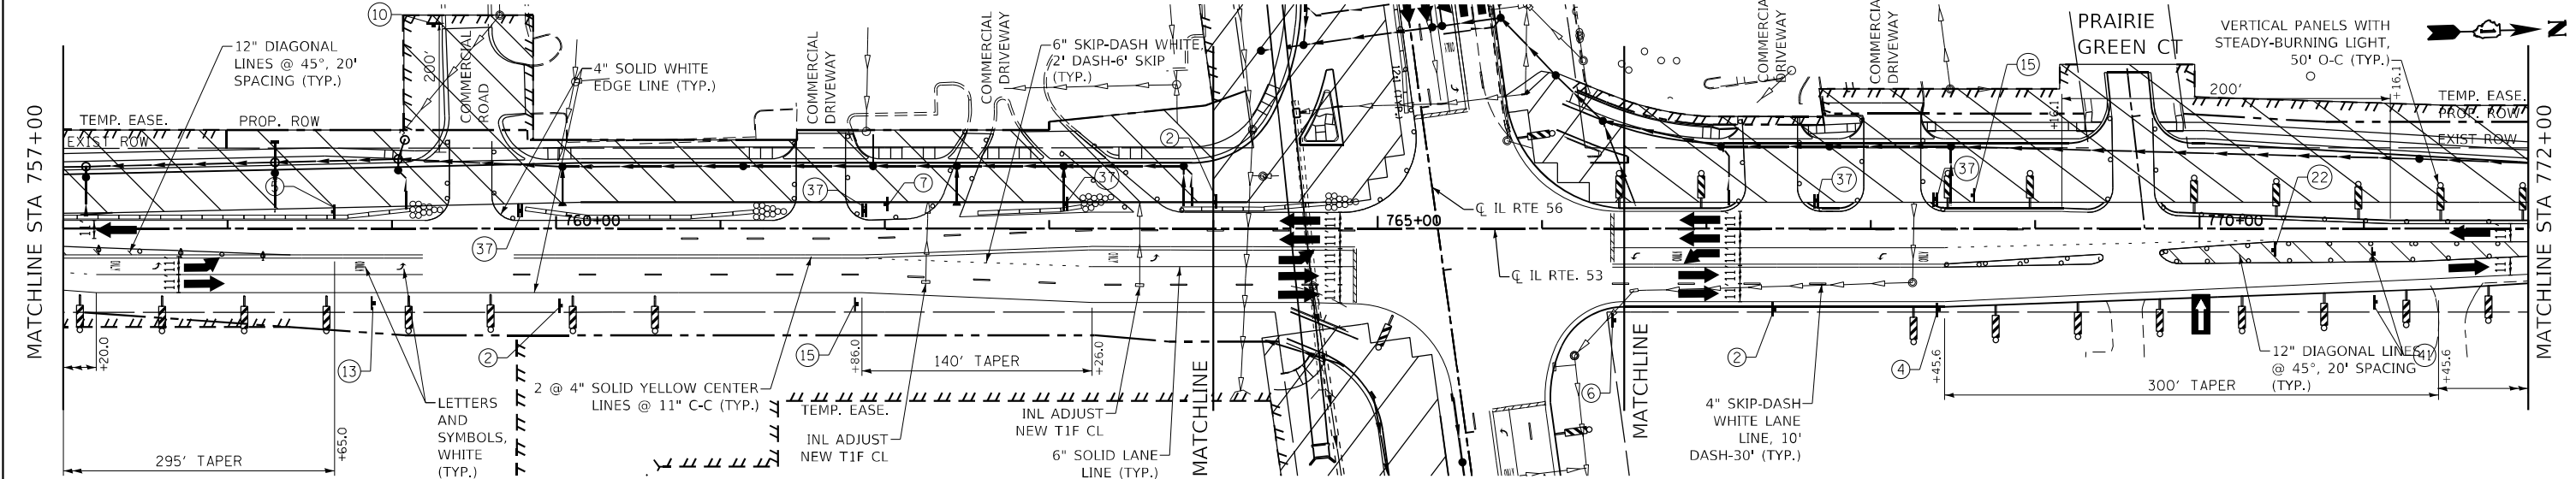 MATCHLINE STA 757+00
12" DIAGONAL
LINES @ 45°, 20'
SPACING (TYP.)
TEMP. EASE.
EXIST ROW
PROP. ROW
10
200'
COMMERCIAL
ROAD
4" SOLID WHITE
EDGE LINE (TYP.)
COMMERCIAL
DRIVEWAY
COMMERCIAL
DRIVEWAY
6" SKIP-DASH WHITE,
2' DASH-6' SKIP
(TYP.)
2
COMMERCIAL
DRIVEWAY
COMMERCIAL
DRIVEWAY
PRAIRIE
GREEN CT
15
VERTICAL PANELS WITH
STEADY-BURNING LIGHT,
50' O-C (TYP.)
N
+16.1
200'
+16.1
TEMP. EASE.
PROP. ROW
EXIST ROW
MATCHLINE STA 772+00
5
37
37
7
37
37
37
22
760+00
765+00
770+00
℄ IL RTE 56
℄ IL RTE. 53
ONLY
ONLY
ONLY
ONLY
ONLY
11'
+20.0
295' TAPER
+65.0
13
LETTERS
AND
SYMBOLS,
WHITE
(TYP.)
2
2 @ 4" SOLID YELLOW CENTER
LINES @ 11" C-C (TYP.)
15
+86.0
140' TAPER
+26.0
TEMP. EASE.
INL ADJUST
NEW T1F CL
INL ADJUST
NEW T1F CL
6" SOLID LANE
LINE (TYP.)
MATCHLINE
6
MATCHLINE
4" SKIP-DASH
WHITE LANE
LINE, 10'
DASH-30' (TYP.)
2
4
+45.6
300' TAPER
12" DIAGONAL LINES
@ 45°, 20' SPACING
(TYP.)
41
+45.6